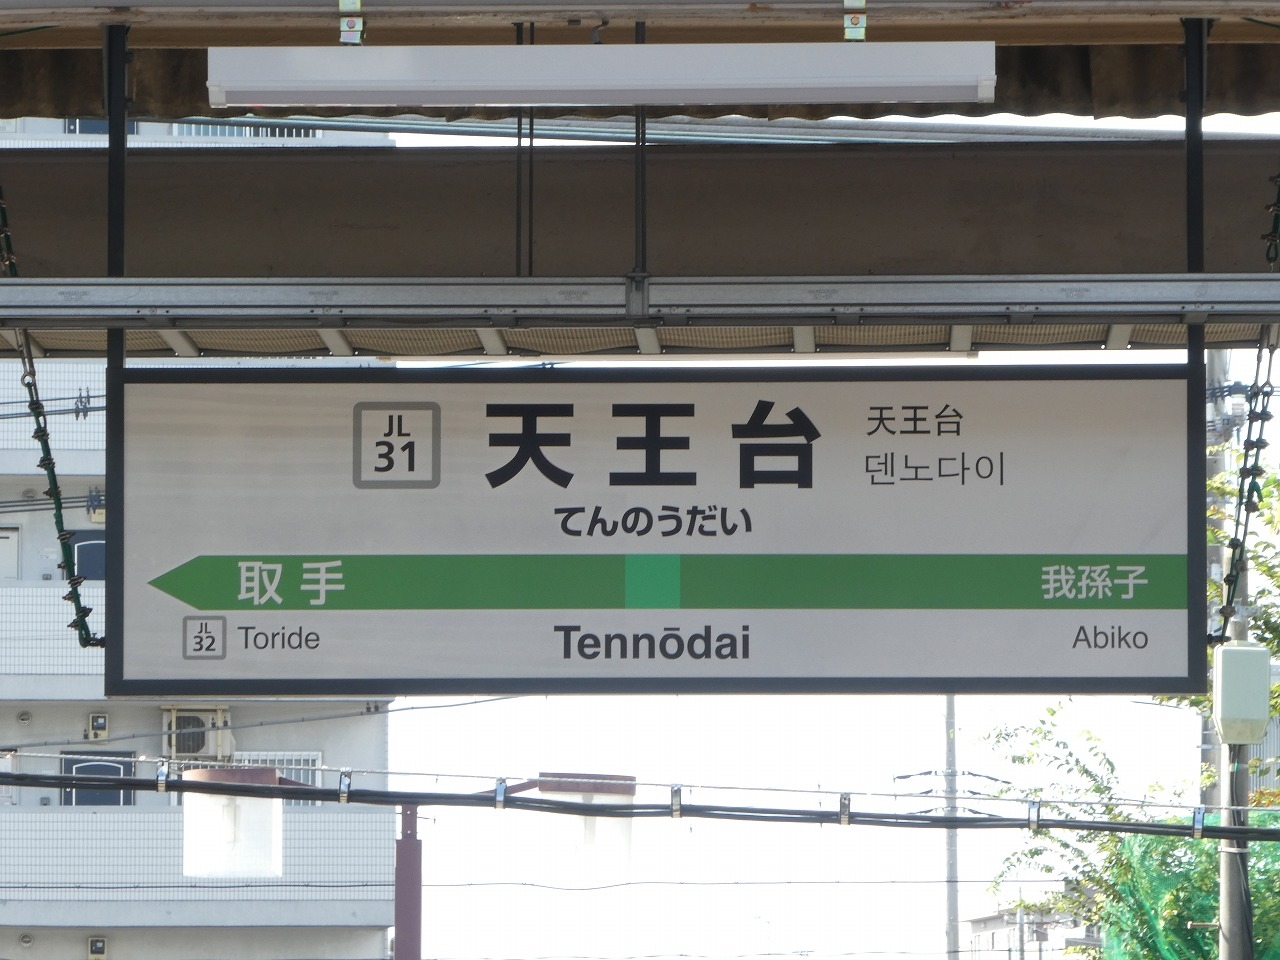 JL
31
天王台
天王台
덴노다이
てんのうだい
取手
我孫子
JL
32
Toride
Tennōdai
Abiko